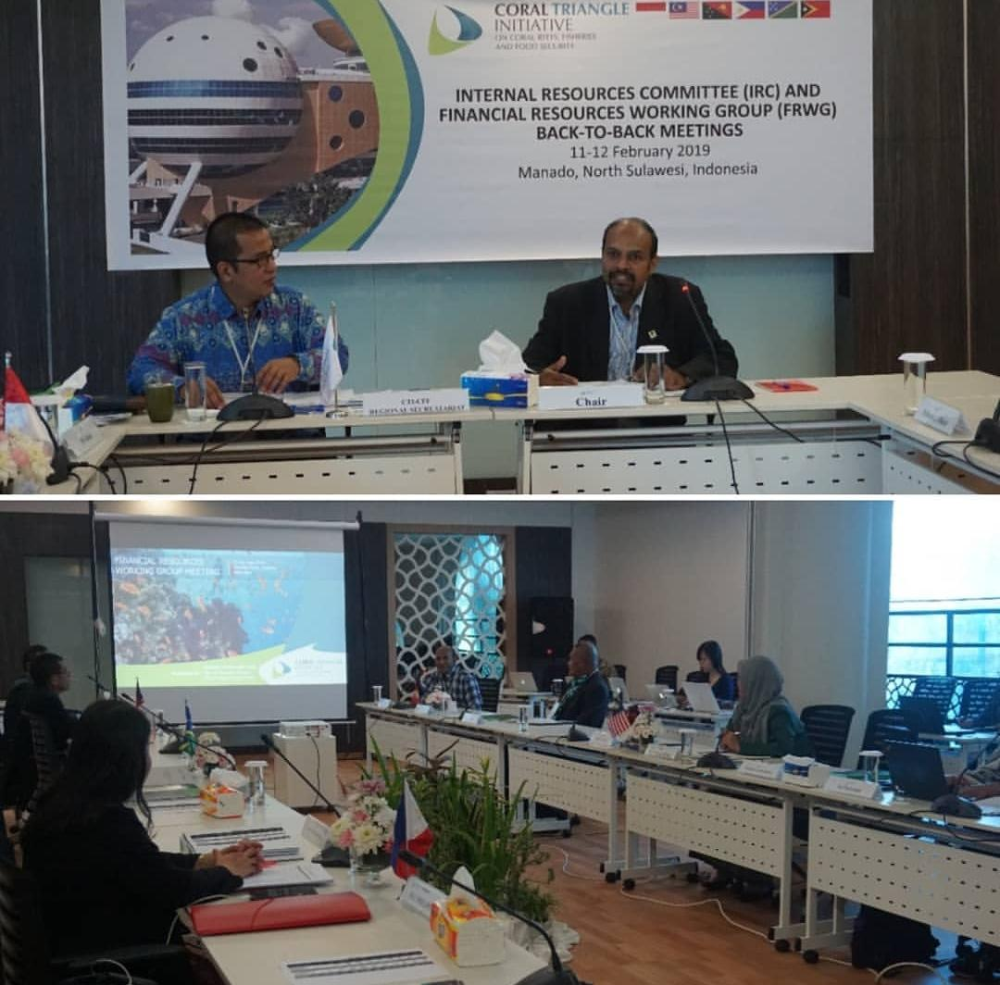 CORAL TRIANGLE
INITIATIVE
ON CORAL REEFS, FISHERIES
AND FOOD SECURITY
INTERNAL RESOURCES COMMITTEE (IRC) AND
FINANCIAL RESOURCES WORKING GROUP (FRWG)
BACK-TO-BACK MEETINGS
11-12 February 2019
Manado, North Sulawesi, Indonesia
CTI-CFF
REGIONAL SECRETARIAT
Chair
FINANCIAL RESOURCES
WORKING GROUP MEETING
CORAL TRIANGLE